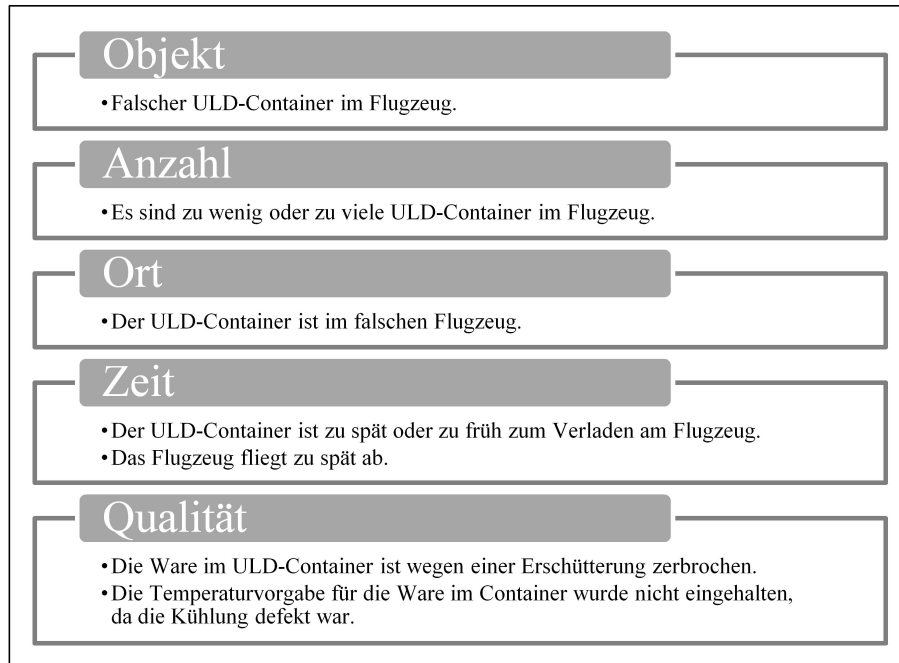 Objekt
•Falscher ULD-Container im Flugzeug.
Anzahl
•Es sind zu wenig oder zu viele ULD-Container im Flugzeug.
Ort
•Der ULD-Container ist im falschen Flugzeug.
Zeit
•Der ULD-Container ist zu spät oder zu früh zum Verladen am Flugzeug.
•Das Flugzeug fliegt zu spät ab.
Qualität
•Die Ware im ULD-Container ist wegen einer Erschütterung zerbrochen.
•Die Temperaturvorgabe für die Ware im Container wurde nicht eingehalten,
da die Kühlung defekt war.